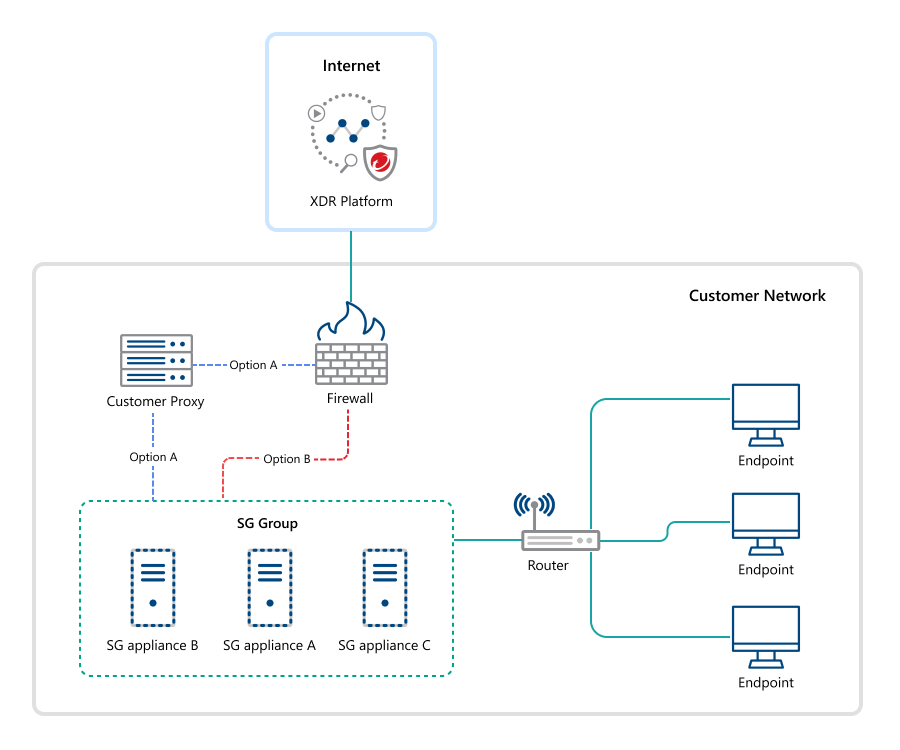 Internet
XDR Platform
Customer Network
Option A
Customer Proxy
Firewall
Option A
Option B
SG Group
SG appliance B
SG appliance A
SG appliance C
Router
Endpoint
Endpoint
Endpoint